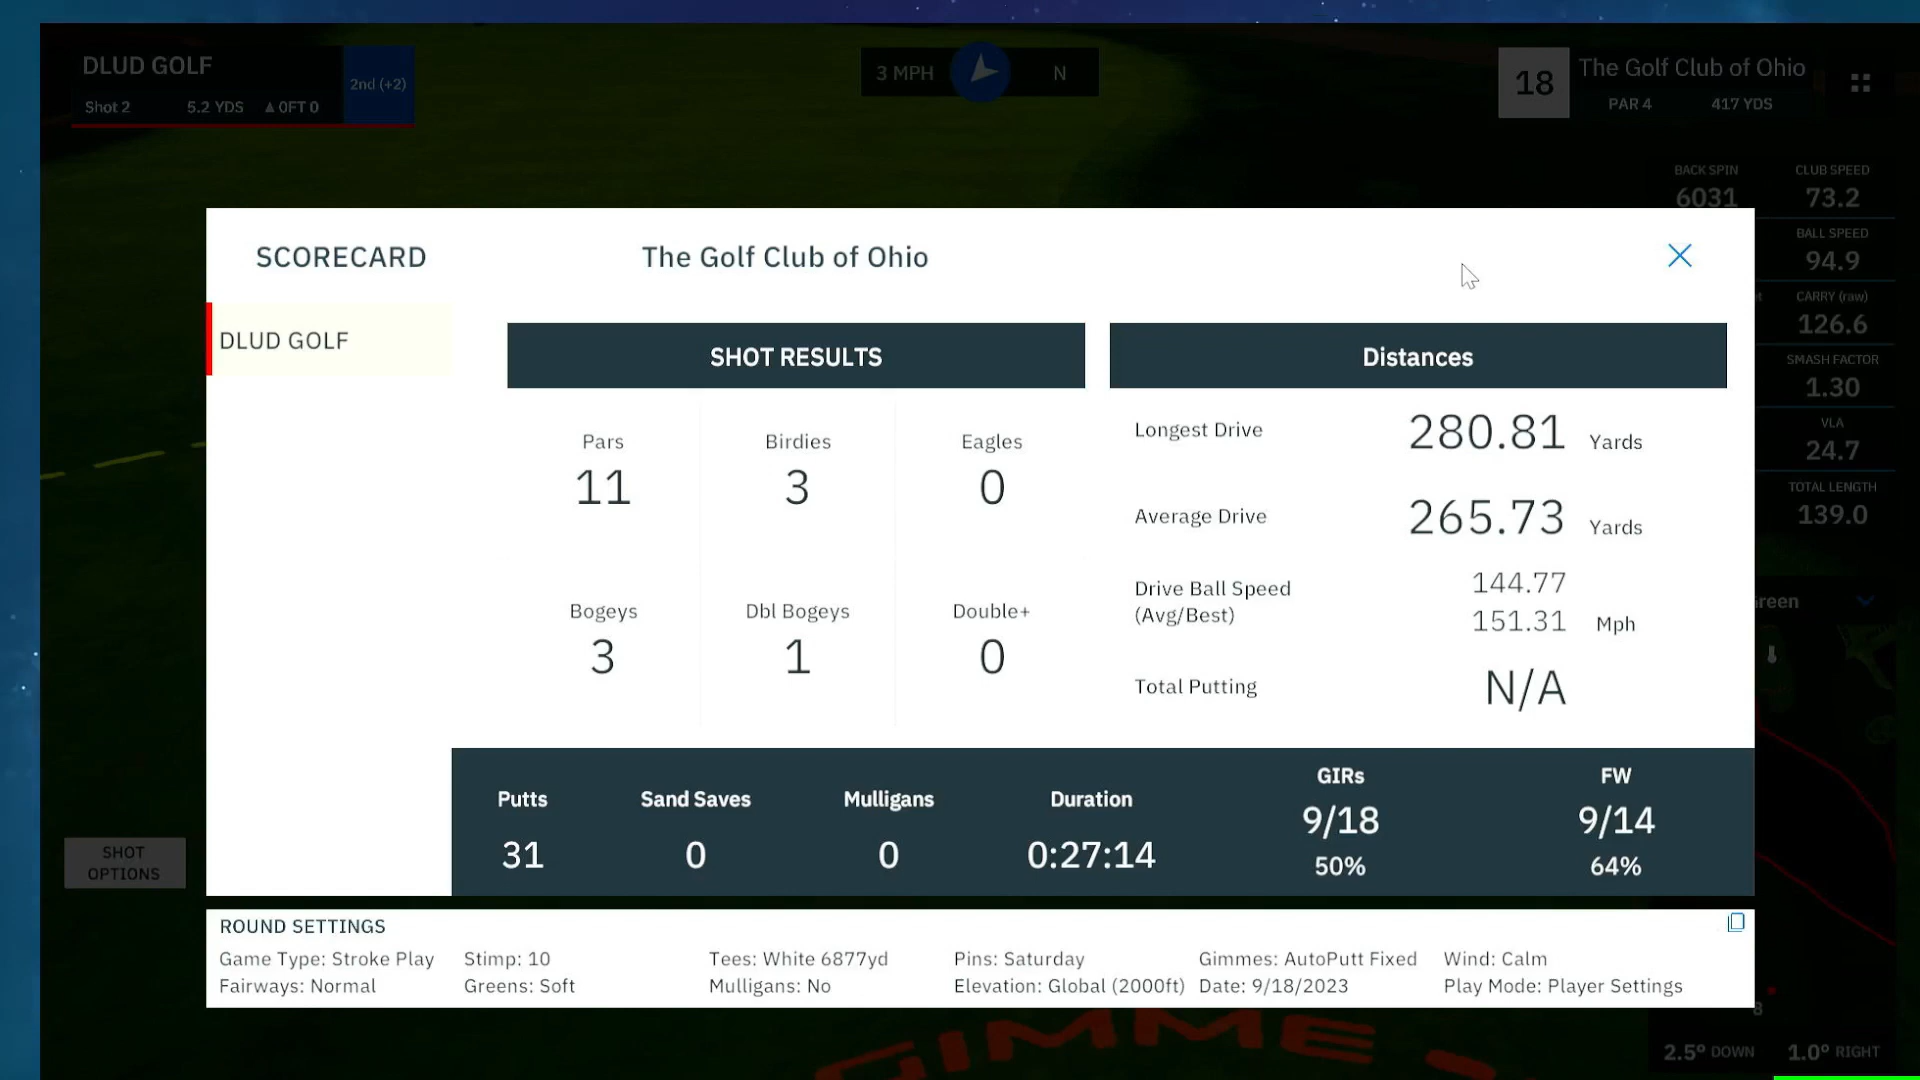 DLUD GOLF
Shot 2 5.2 YDS ▲0FT 0
2nd (+2)
3 MPH N
18
The Golf Club of Ohio
PAR 4 417 YDS
BACK SPIN CLUB SPEED
6031 73.2
BALL SPEED
94.9
CARRY (raw)
126.6
SMASH FACTOR
1.30
VLA
24.7
TOTAL LENGTH
139.0
SCORECARD
The Golf Club of Ohio
DLUD GOLF
SHOT RESULTS
Pars Birdies Eagles
11 3 0
Bogeys Dbl Bogeys Double+
3 1 0
Distances
Longest Drive 280.81 Yards
Average Drive 265.73 Yards
Drive Ball Speed 144.77
(Avg/Best) 151.31 Mph
Total Putting N/A
Putts Sand Saves Mulligans Duration GIRs FW
31 0 0 0:27:14 9/18 9/14
50% 64%
SHOT
OPTIONS
ROUND SETTINGS
Game Type: Stroke Play Stimp: 10 Tees: White 6877yd Pins: Saturday Gimmes: AutoPutt Fixed Wind: Calm
Fairways: Normal Greens: Soft Mulligans: No Elevation: Global (2000ft) Date: 9/18/2023 Play Mode: Player Settings
GIMME
2.5° DOWN 1.0° RIGHT